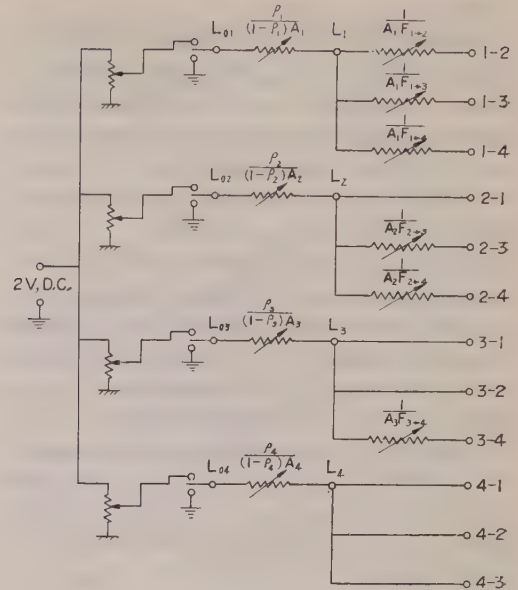 L₀₁
ρ₁
(1-ρ₁)A₁
L₁
1
A₁F₁→₂
1-2
1
A₁F₁→₃
1-3
1
A₁F₁→₄
1-4
L₀₂
ρ₂
(1-ρ₂)A₂
L₂
2-1
1
A₂F₂→₃
2-3
1
A₂F₂→₄
2-4
2 V, D.C.
L₀₃
ρ₃
(1-ρ₃)A₃
L₃
3-1
3-2
1
A₃F₃→₄
3-4
L₀₄
ρ₄
(1-ρ₄)A₄
L₄
4-1
4-2
4-3